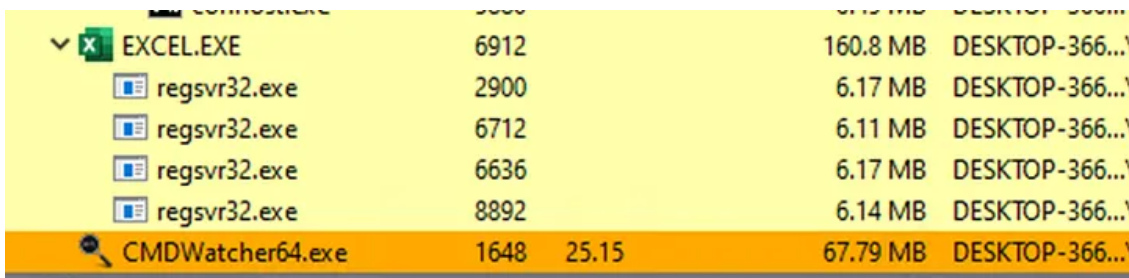 EXCEL.EXE 6912 160.8 MB DESKTOP-366...\
regsvr32.exe 2900 6.17 MB DESKTOP-366...\
regsvr32.exe 6712 6.11 MB DESKTOP-366...\
regsvr32.exe 6636 6.17 MB DESKTOP-366...\
regsvr32.exe 8892 6.14 MB DESKTOP-366...\
CMDWatcher64.exe 1648 25.15 67.79 MB DESKTOP-366...\